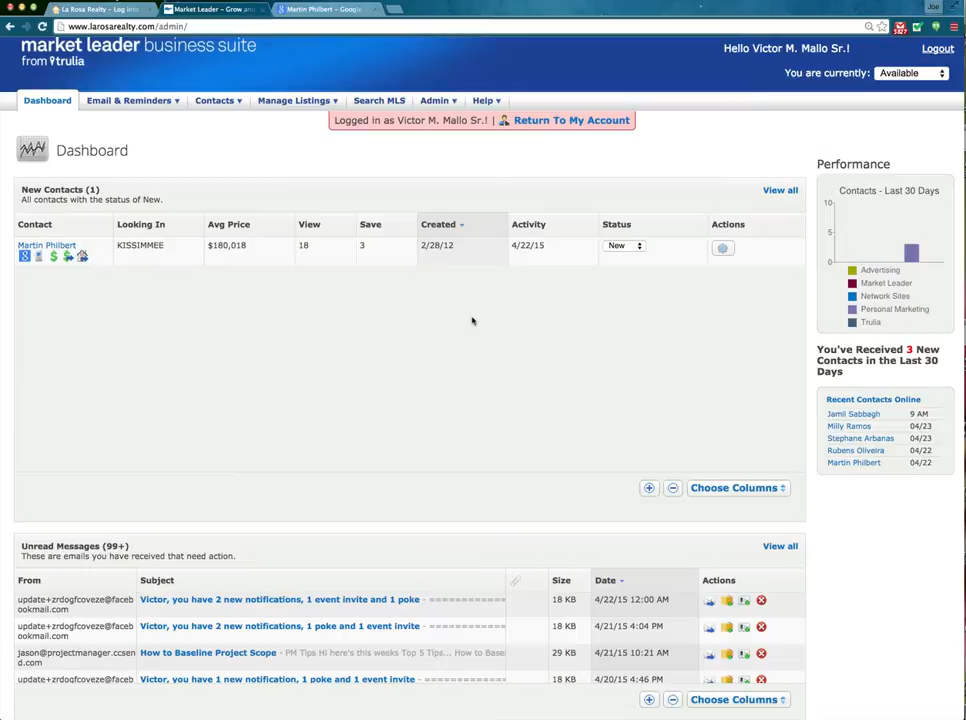 La Rosa Realty – Log into
Market Leader – Grow an
Martin Philbert – Google
Joe
www.larosarealty.com/admin/
market leader business suite
from trulia
Hello Victor M. Mallo Sr.! Logout
You are currently: Available
Dashboard Email & Reminders Contacts Manage Listings Search MLS Admin Help
Logged in as Victor M. Mallo Sr.! | Return To My Account
Dashboard
New Contacts (1)
All contacts with the status of New.
View all
Contact Looking In Avg Price View Save Created Activity Status Actions
Martin Philbert KISSIMMEE $180,018 18 3 2/28/12 4/22/15 New
Choose Columns
Unread Messages (99+)
These are emails you have received that need action.
View all
From Subject Size Date Actions
update+zrdogfcoveze@faceb
ookmail.com
Victor, you have 2 new notifications, 1 event invite and 1 poke - 18 KB 4/22/15 12:00 AM
update+zrdogfcoveze@faceb
ookmail.com
Victor, you have 2 new notifications, 1 poke and 1 event invite - 18 KB 4/21/15 4:04 PM
jason@projectmanager.ccsen
d.com
How to Baseline Project Scope - PM Tips Hi here's this weeks Top 5 Tips... How to Basel 29 KB 4/21/15 10:21 AM
update+zrdogfcoveze@faceb
Victor, you have 1 new notification, 1 poke and 1 event invite - 18 KB 4/20/15 4:46 PM
Choose Columns
Performance
Contacts - Last 30 Days
10
5
0
Advertising
Market Leader
Network Sites
Personal Marketing
Trulia
You've Received 3 New
Contacts in the Last 30
Days
Recent Contacts Online
Jamil Sabbagh 9 AM
Milly Ramos 04/23
Stephane Arbanas 04/23
Rubens Oliveira 04/22
Martin Philbert 04/22